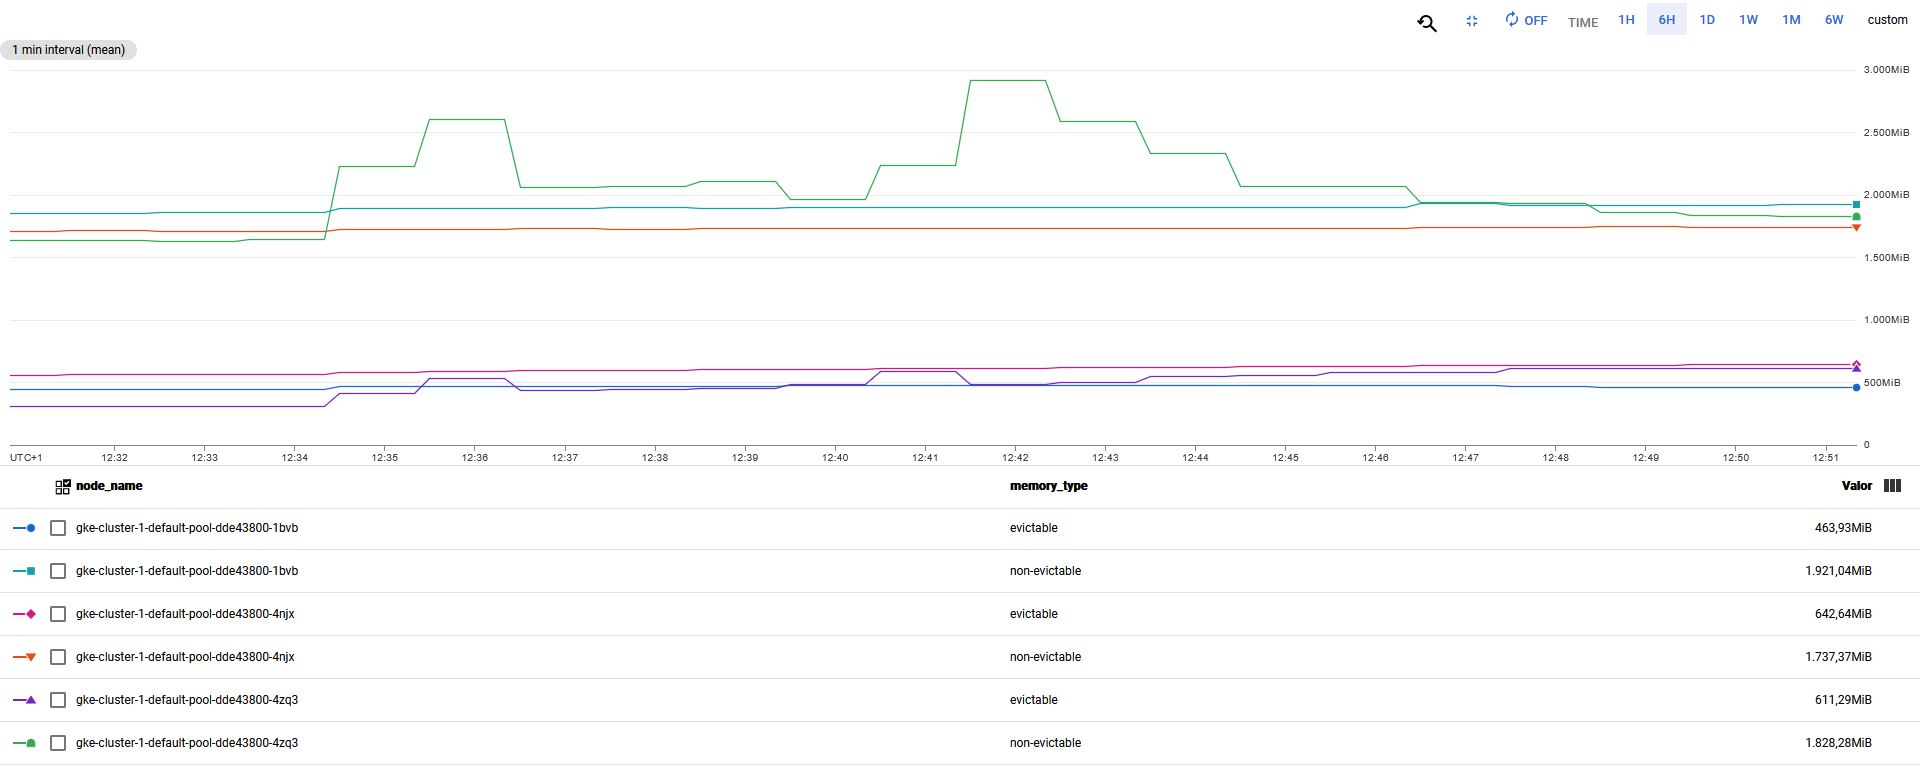 OFF TIME 1H 6H 1D 1W 1M 6W custom
1 min interval (mean)
3.000MiB
2.500MiB
2.000MiB
1.500MiB
1.000MiB
500MiB
0
UTC+1 12:32 12:33 12:34 12:35 12:36 12:37 12:38 12:39 12:40 12:41 12:42 12:43 12:44 12:45 12:46 12:47 12:48 12:49 12:50 12:51
node_name memory_type Valor
gke-cluster-1-default-pool-dde43800-1bvb evictable 463,93MiB
gke-cluster-1-default-pool-dde43800-1bvb non-evictable 1.921,04MiB
gke-cluster-1-default-pool-dde43800-4njx evictable 642,64MiB
gke-cluster-1-default-pool-dde43800-4njx non-evictable 1.737,37MiB
gke-cluster-1-default-pool-dde43800-4zq3 evictable 611,29MiB
gke-cluster-1-default-pool-dde43800-4zq3 non-evictable 1.828,28MiB